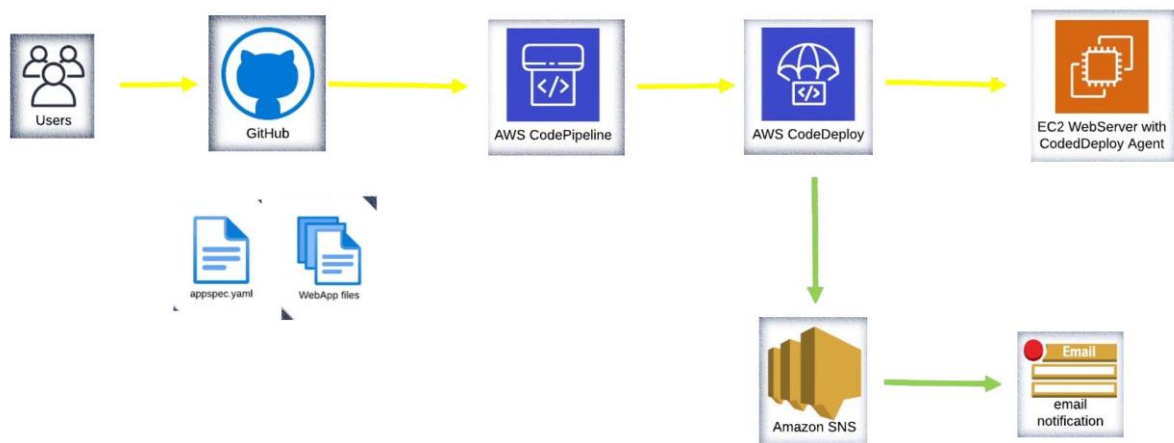 Users
GitHub
AWS CodePipeline
AWS CodeDeploy
EC2 WebServer with
CodedDeploy Agent
appspec.yaml
WebApp files
Amazon SNS
Email
email
notification